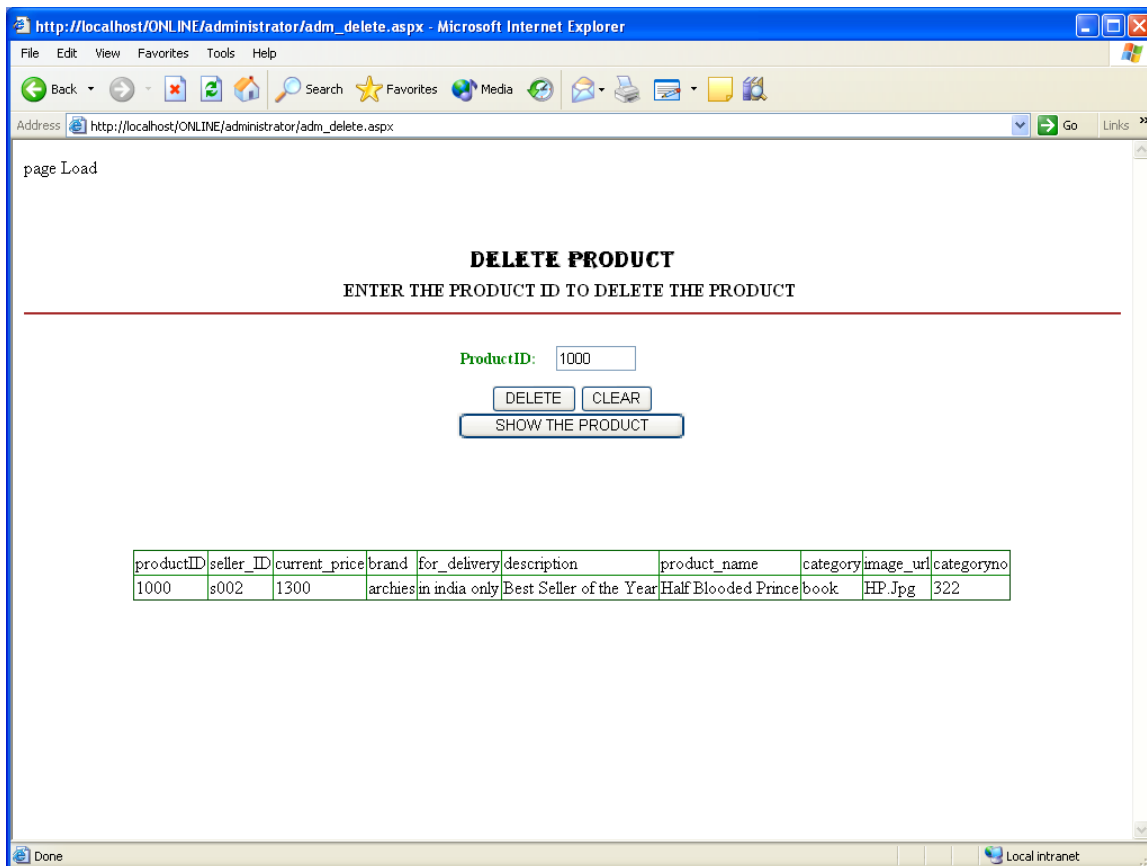 http://localhost/ONLINE/administrator/adm_delete.aspx - Microsoft Internet Explorer
File Edit View Favorites Tools Help
Back Search Favorites Media
Address http://localhost/ONLINE/administrator/adm_delete.aspx Go Links »
page Load
DELETE PRODUCT
ENTER THE PRODUCT ID TO DELETE THE PRODUCT
ProductID: 1000
DELETE CLEAR
SHOW THE PRODUCT
productID seller_ID current_price brand for_delivery description product_name category image_url categoryno
1000 s002 1300 archies in india only Best Seller of the Year Half Blooded Prince book HP.Jpg 322
Done Local intranet